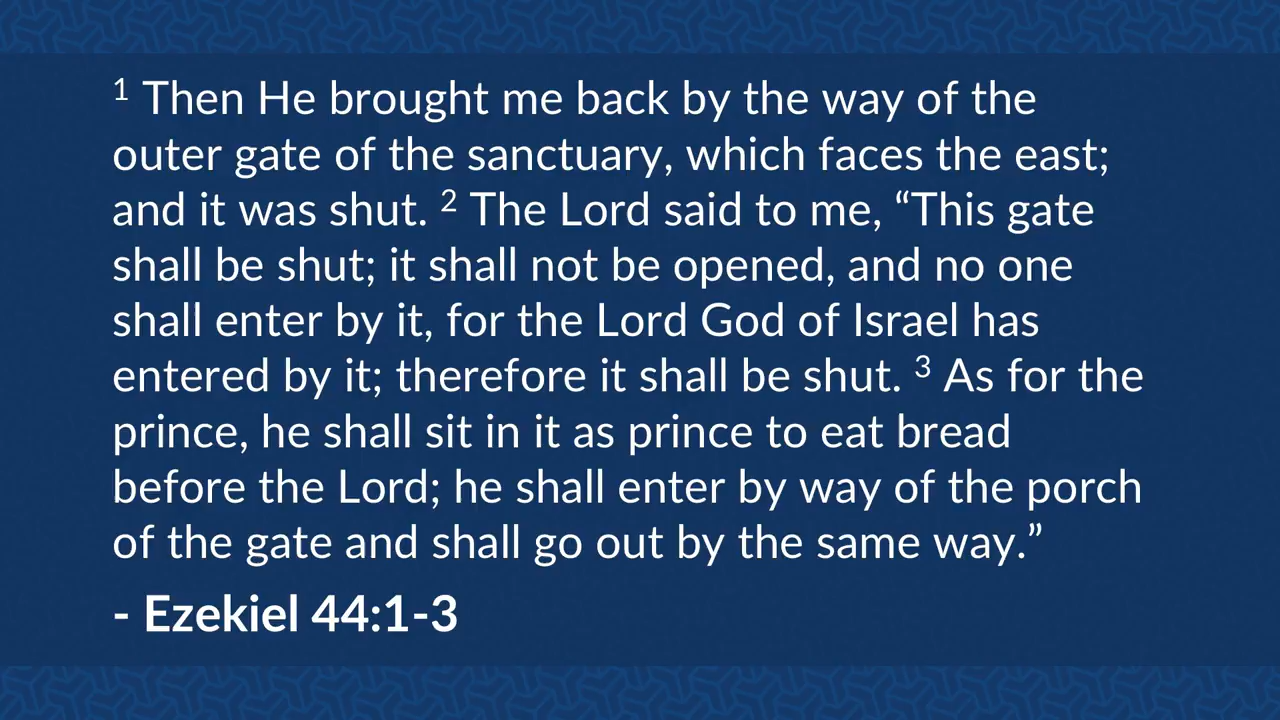 1 Then He brought me back by the way of the
outer gate of the sanctuary, which faces the east;
and it was shut. 2 The Lord said to me, “This gate
shall be shut; it shall not be opened, and no one
shall enter by it, for the Lord God of Israel has
entered by it; therefore it shall be shut. 3 As for the
prince, he shall sit in it as prince to eat bread
before the Lord; he shall enter by way of the porch
of the gate and shall go out by the same way.”
- Ezekiel 44:1-3